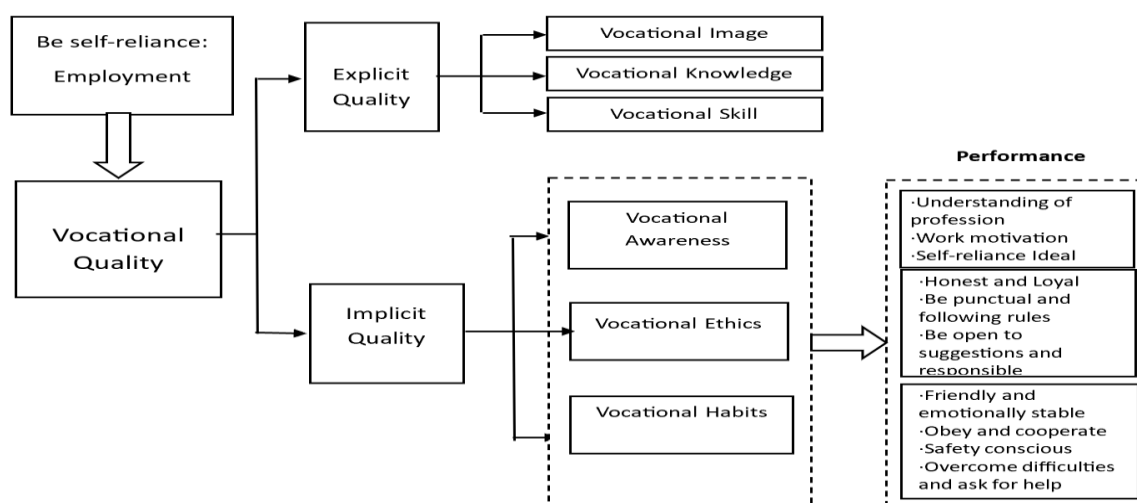 Be self-reliance:
Employment
Vocational
Quality
Explicit
Quality
Vocational Image
Vocational Knowledge
Vocational Skill
Implicit
Quality
Vocational
Awareness
Vocational Ethics
Vocational Habits
Performance
·Understanding of
profession
·Work motivation
·Self-reliance Ideal
·Honest and Loyal
·Be punctual and
following rules
·Be open to
suggestions and
responsible
·Friendly and
emotionally stable
·Obey and cooperate
·Safety conscious
·Overcome difficulties
and ask for help